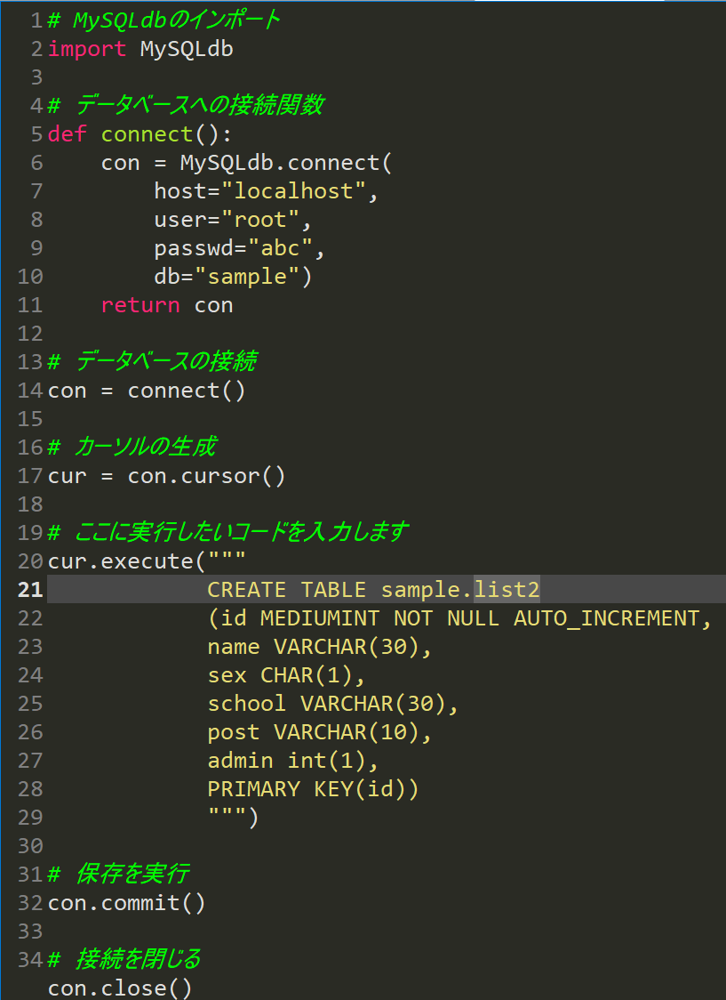 1 # MySQLdbのインポート
2 import MySQLdb
3
4 # データベースへの接続関数
5 def connect():
6     con = MySQLdb.connect(
7         host="localhost",
8         user="root",
9         passwd="abc",
10         db="sample")
11     return con
12
13 # データベースの接続
14 con = connect()
15
16 # カーソルの生成
17 cur = con.cursor()
18
19 # ここに実行したいコードを入力します
20 cur.execute("""
21             CREATE TABLE sample.list2
22             (id MEDIUMINT NOT NULL AUTO_INCREMENT,
23             name VARCHAR(30),
24             sex CHAR(1),
25             school VARCHAR(30),
26             post VARCHAR(10),
27             admin int(1),
28             PRIMARY KEY(id))
29             """)
30
31 # 保存を実行
32 con.commit()
33
34 # 接続を閉じる
con.close()